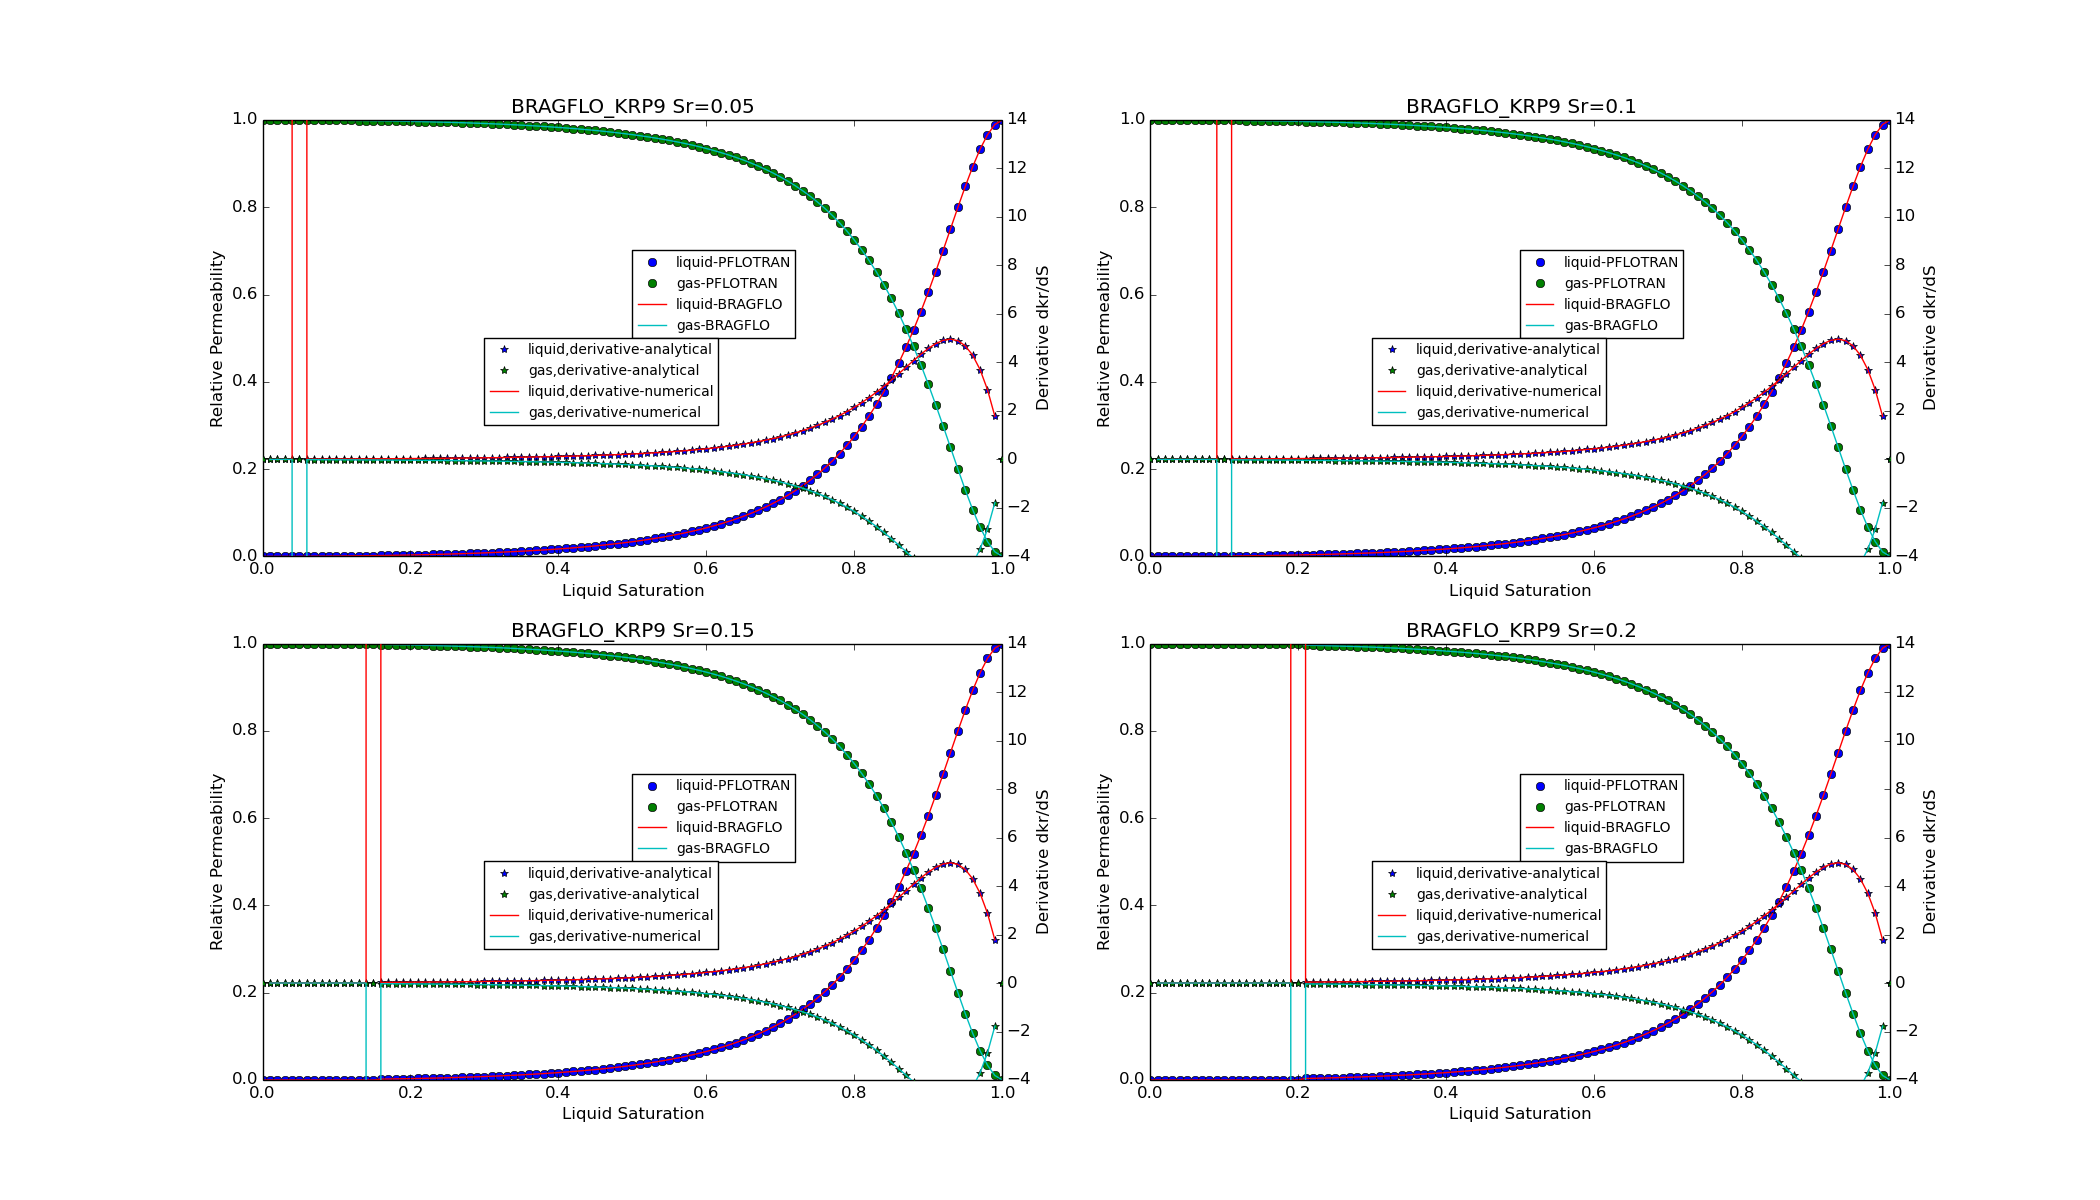 BRAGFLO_KRP9 Sr=0.05
1.0
0.8
0.6
0.4
0.2
0.0
Relative Permeability
0.0 0.2 0.4 0.6 0.8 1.0
Liquid Saturation
14
12
10
8
6
4
2
0
−2
−4
Derivative dkr/dS
liquid-PFLOTRAN
gas-PFLOTRAN
liquid-BRAGFLO
gas-BRAGFLO
liquid,derivative-analytical
gas,derivative-analytical
liquid,derivative-numerical
gas,derivative-numerical
BRAGFLO_KRP9 Sr=0.1
1.0
0.8
0.6
0.4
0.2
0.0
Relative Permeability
0.0 0.2 0.4 0.6 0.8 1.0
Liquid Saturation
14
12
10
8
6
4
2
0
−2
−4
Derivative dkr/dS
liquid-PFLOTRAN
gas-PFLOTRAN
liquid-BRAGFLO
gas-BRAGFLO
liquid,derivative-analytical
gas,derivative-analytical
liquid,derivative-numerical
gas,derivative-numerical
BRAGFLO_KRP9 Sr=0.15
1.0
0.8
0.6
0.4
0.2
0.0
Relative Permeability
0.0 0.2 0.4 0.6 0.8 1.0
Liquid Saturation
14
12
10
8
6
4
2
0
−2
−4
Derivative dkr/dS
liquid-PFLOTRAN
gas-PFLOTRAN
liquid-BRAGFLO
gas-BRAGFLO
liquid,derivative-analytical
gas,derivative-analytical
liquid,derivative-numerical
gas,derivative-numerical
BRAGFLO_KRP9 Sr=0.2
1.0
0.8
0.6
0.4
0.2
0.0
Relative Permeability
0.0 0.2 0.4 0.6 0.8 1.0
Liquid Saturation
14
12
10
8
6
4
2
0
−2
−4
Derivative dkr/dS
liquid-PFLOTRAN
gas-PFLOTRAN
liquid-BRAGFLO
gas-BRAGFLO
liquid,derivative-analytical
gas,derivative-analytical
liquid,derivative-numerical
gas,derivative-numerical